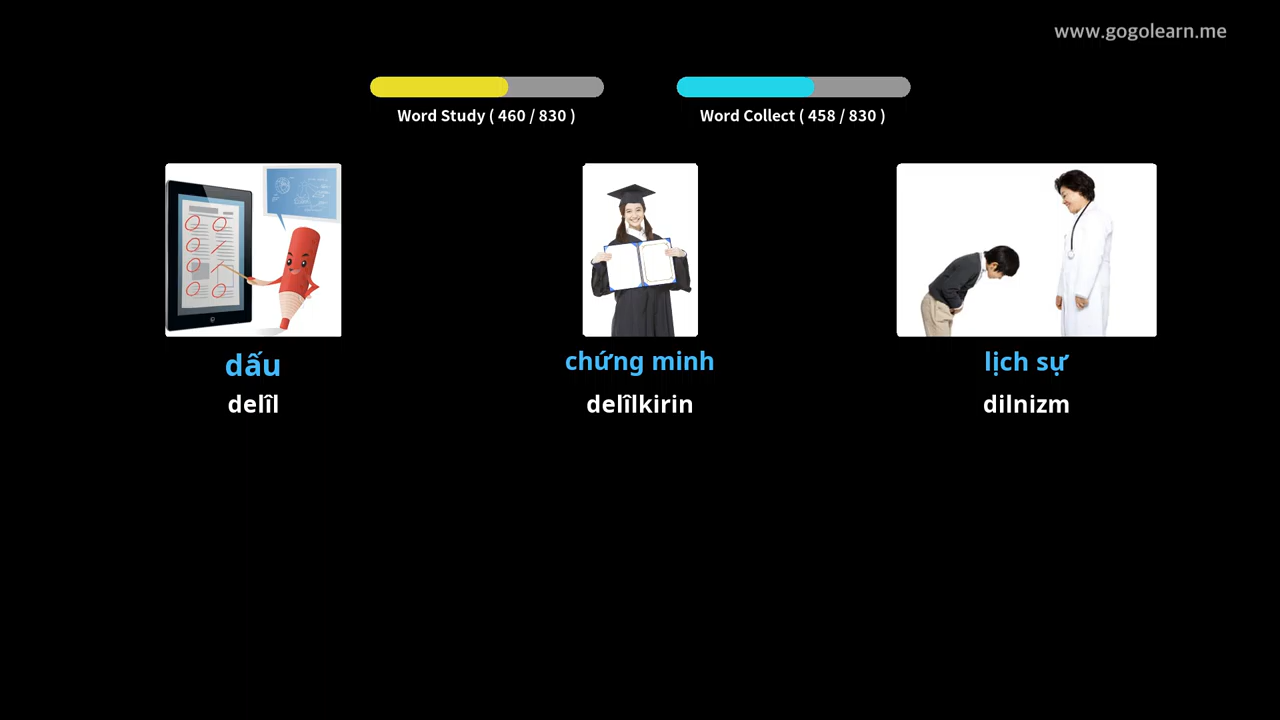 www.gogolearn.me
Word Study ( 460 / 830 )
Word Collect ( 458 / 830 )
dấu
chứng minh
lịch sự
delîl
delîlkirin
dilnizm